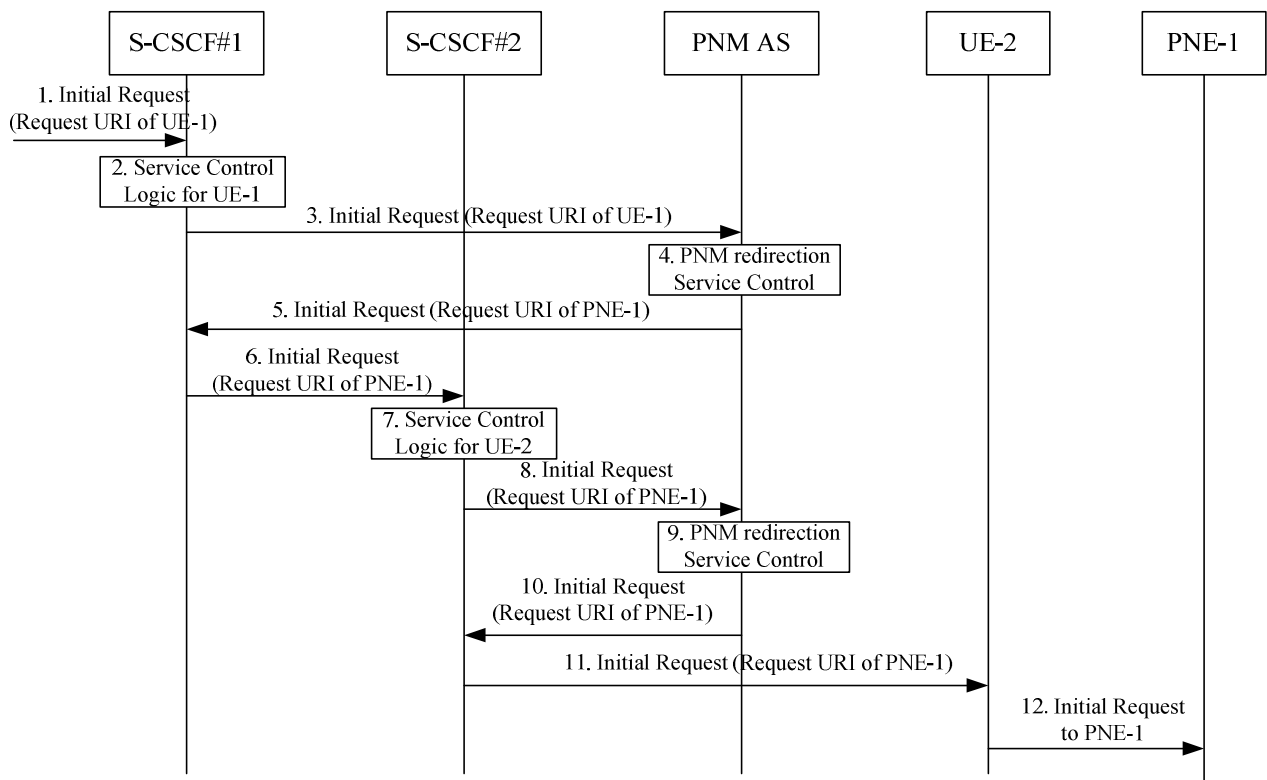 S-CSCF#1
S-CSCF#2
PNM AS
UE-2
PNE-1
1. Initial Request
(Request URI of UE-1)
2. Service Control
Logic for UE-1
3. Initial Request (Request URI of UE-1)
4. PNM redirection
Service Control
5. Initial Request (Request URI of PNE-1)
6. Initial Request
(Request URI of PNE-1)
7. Service Control
Logic for UE-2
8. Initial Request
(Request URI of PNE-1)
9. PNM redirection
Service Control
10. Initial Request
(Request URI of PNE-1)
11. Initial Request (Request URI of PNE-1)
12. Initial Request
to PNE-1